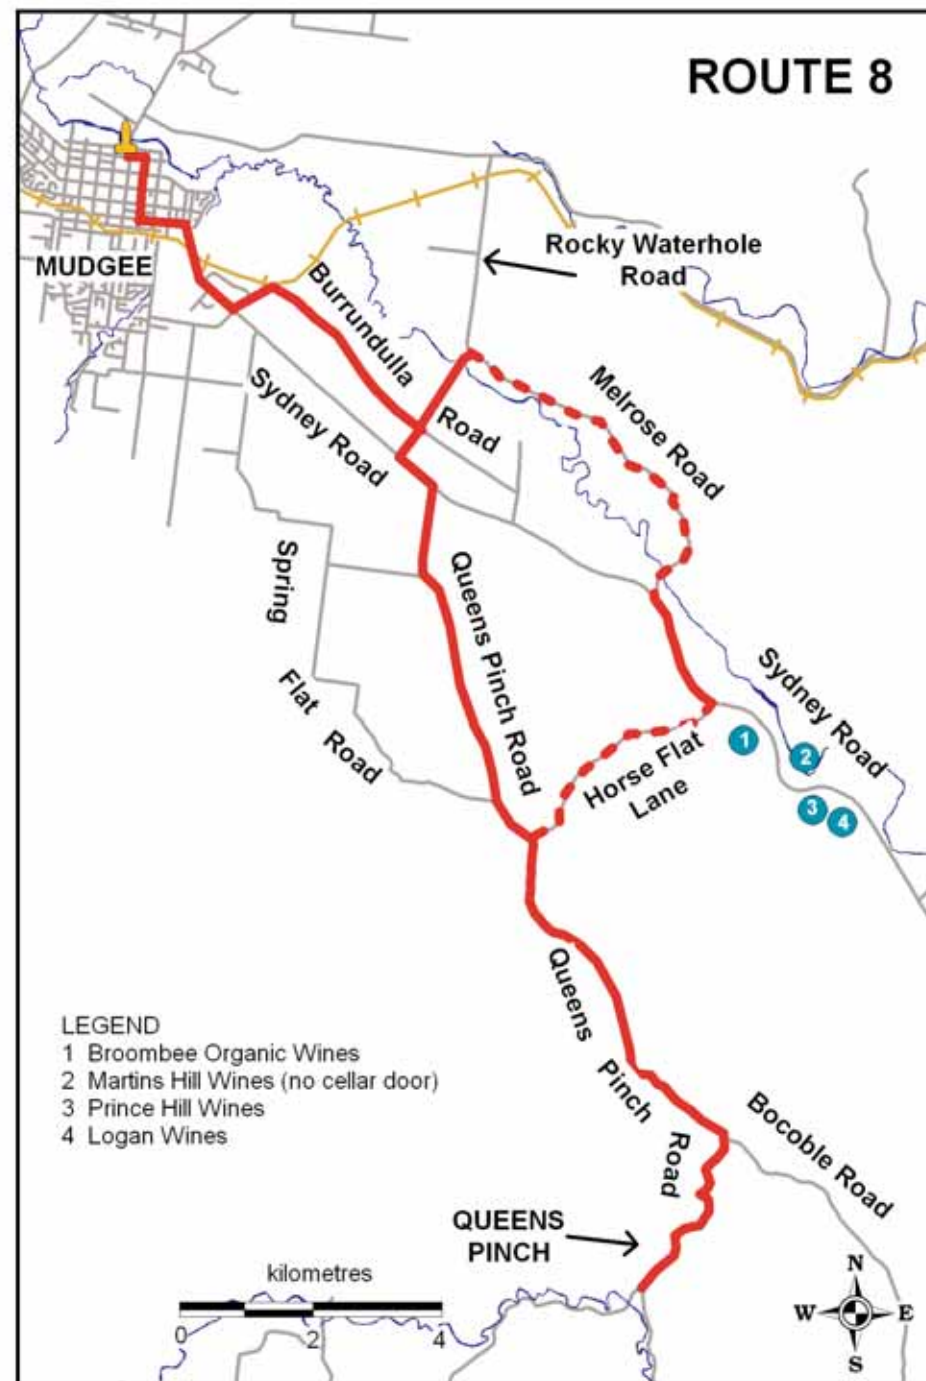 ROUTE 8
MUDGEE
Rocky Waterhole
Road
Burrundulla
Road
Melrose Road
Sydney Road
Spring
Flat
Road
Queens Pinch Road
Sydney Road
Horse Flat
Lane
1
2
3
4
Queens
Pinch
Road
Bocoble Road
LEGEND
1 Broombee Organic Wines
2 Martins Hill Wines (no cellar door)
3 Prince Hill Wines
4 Logan Wines
QUEENS
PINCH
kilometres
0 2 4
N
W E
S